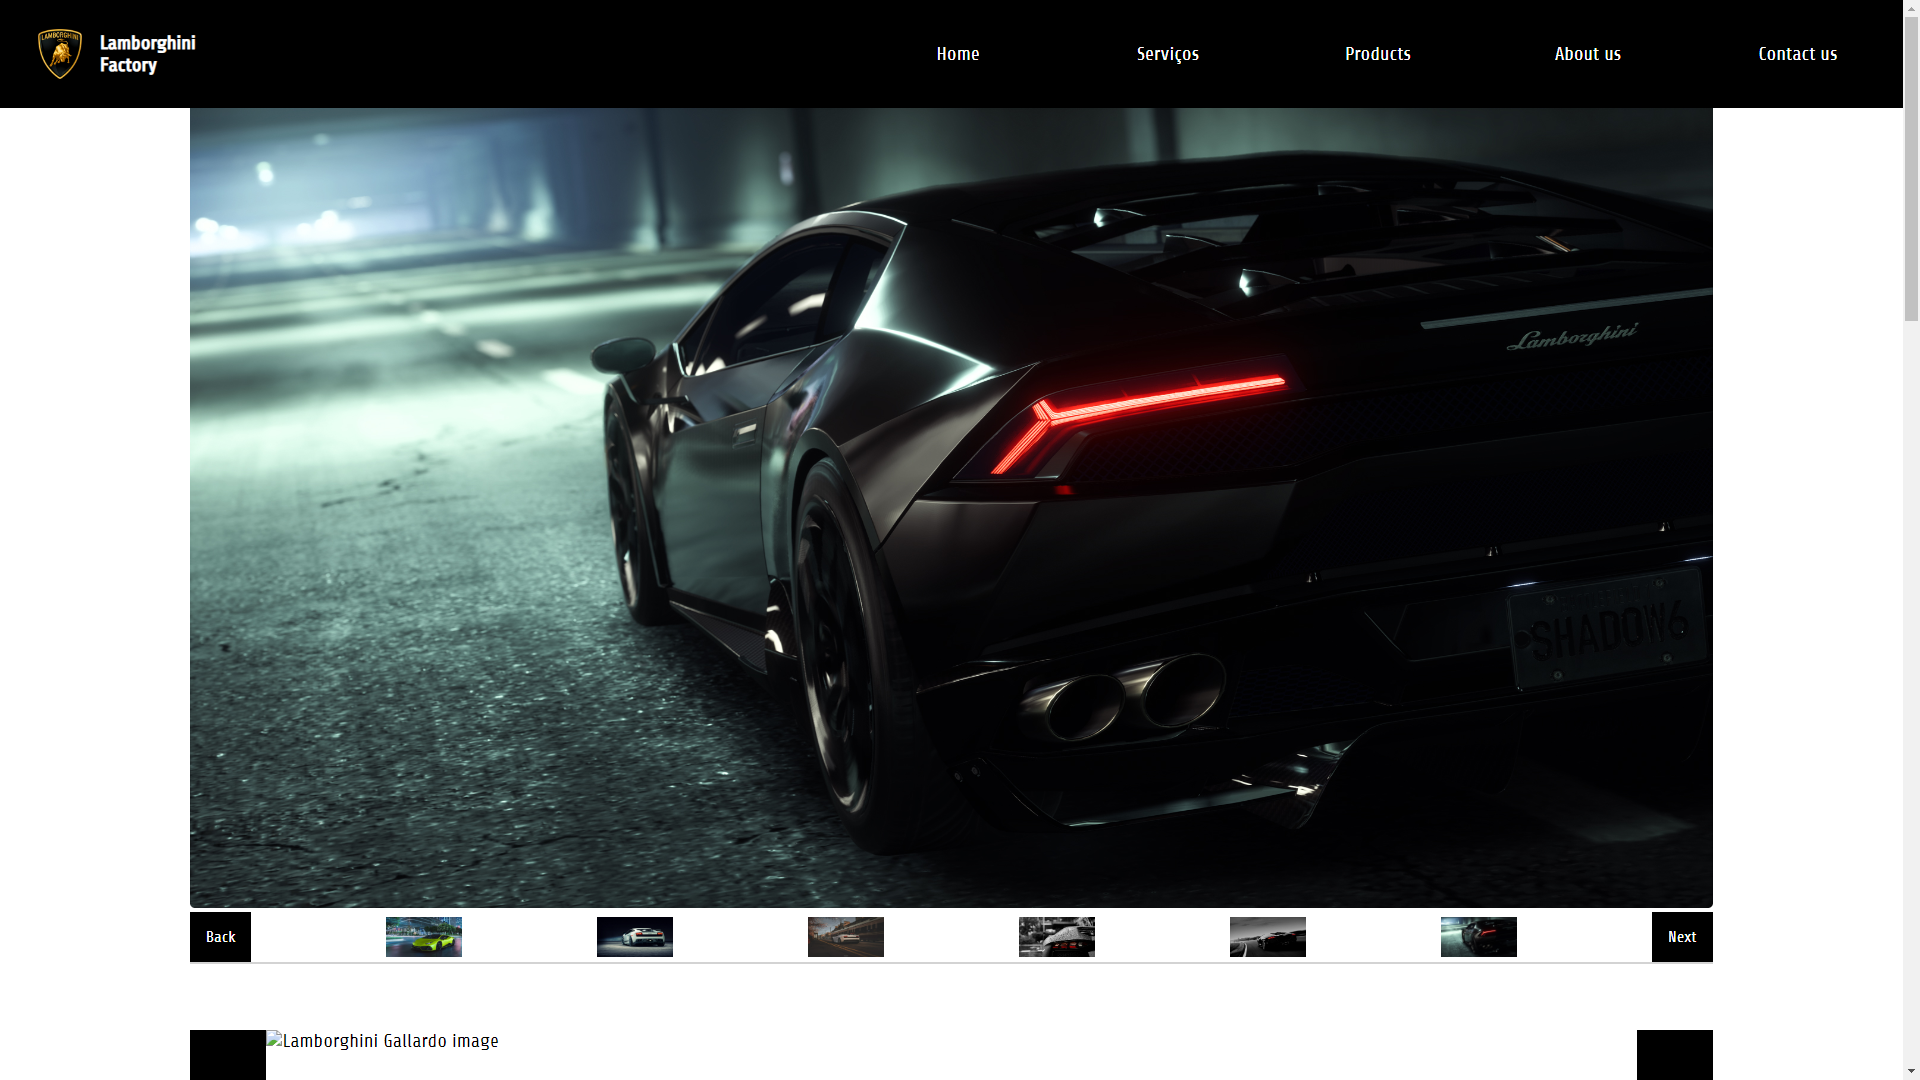 LAMBORGHINI
Lamborghini
Factory
Home
Serviços
Products
About us
Contact us
Lamborghini
SHADOW6
Back
Next
Lamborghini Gallardo image